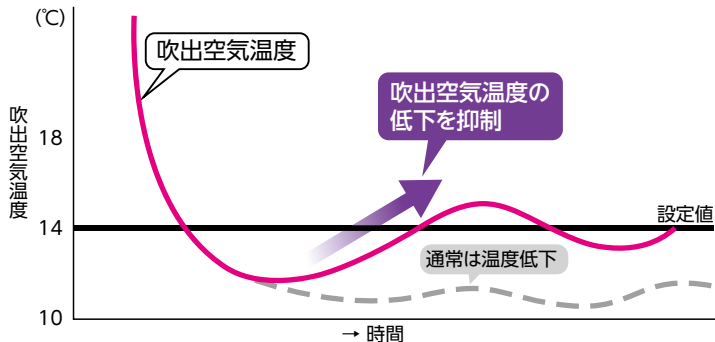 (℃)
吹出空気温度
吹出空気温度の
低下を抑制
吹出空気温度
18
14
設定値
通常は温度低下
10
→ 時間